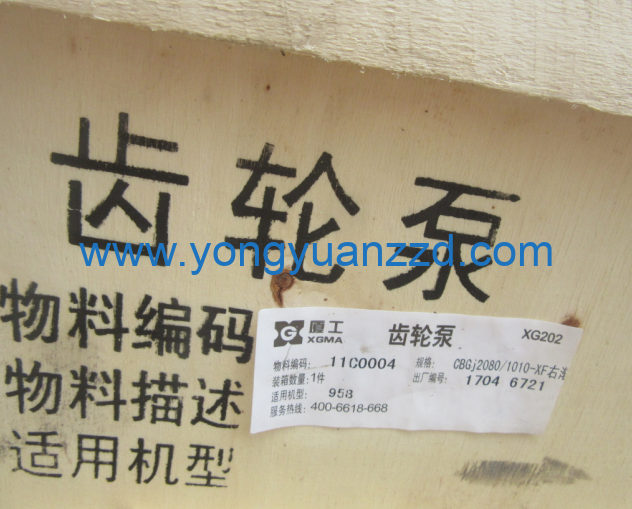 齿轮泵
www.yongyuanzzd.com
物料编码
物料描述
适用机型
厦工 XGMA 齿轮泵 XG202
物料编码: 11C0004 规格: CBGj2080/1010-XF右
装箱数量: 1件 出厂编号: 1704 6721
适用机型: 958
服务热线: 400-6618-668